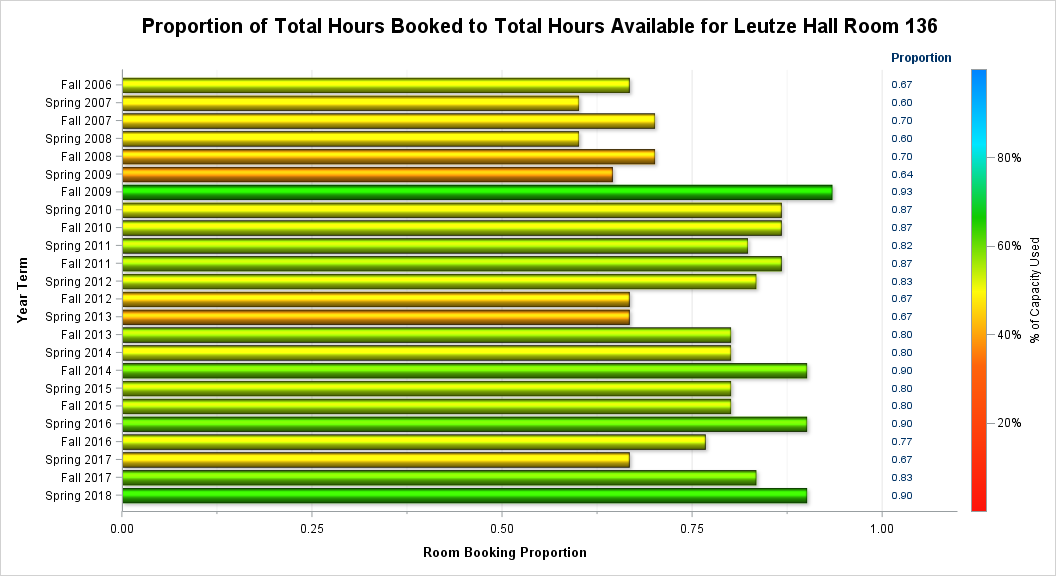 Proportion of Total Hours Booked to Total Hours Available for Leutze Hall Room 136
Proportion
Fall 2006 0.67
Spring 2007 0.60
Fall 2007 0.70
Spring 2008 0.60
Fall 2008 0.70
Spring 2009 0.64
Fall 2009 0.93
Spring 2010 0.87
Fall 2010 0.87
Spring 2011 0.82
Fall 2011 0.87
Spring 2012 0.83
Fall 2012 0.67
Spring 2013 0.67
Fall 2013 0.80
Spring 2014 0.80
Fall 2014 0.90
Spring 2015 0.80
Fall 2015 0.80
Spring 2016 0.90
Fall 2016 0.77
Spring 2017 0.67
Fall 2017 0.83
Spring 2018 0.90
Year Term
0.00 0.25 0.50 0.75 1.00
Room Booking Proportion
80%
60%
40%
20%
% of Capacity Used